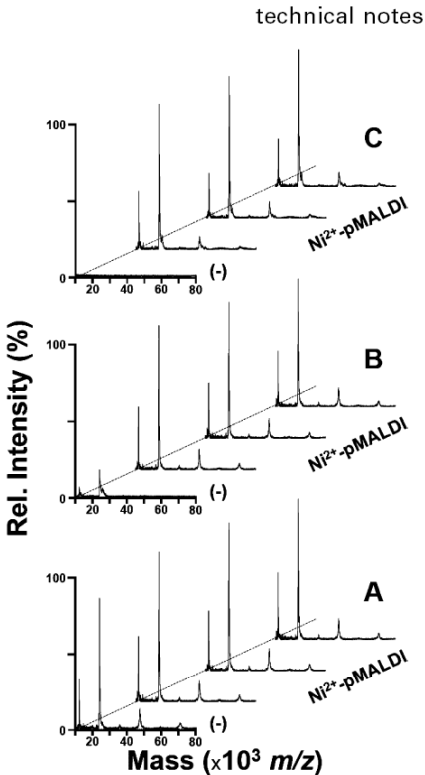 technical notes
C
100
0
20 40 60 80
(-)
Ni²⁺-pMALDI
B
100
0
20 40 60 80
(-)
Ni²⁺-pMALDI
Rel. Intensity (%)
A
100
0
20 40 60 80
(-)
Ni²⁺-pMALDI
Mass (x10³ m/z)